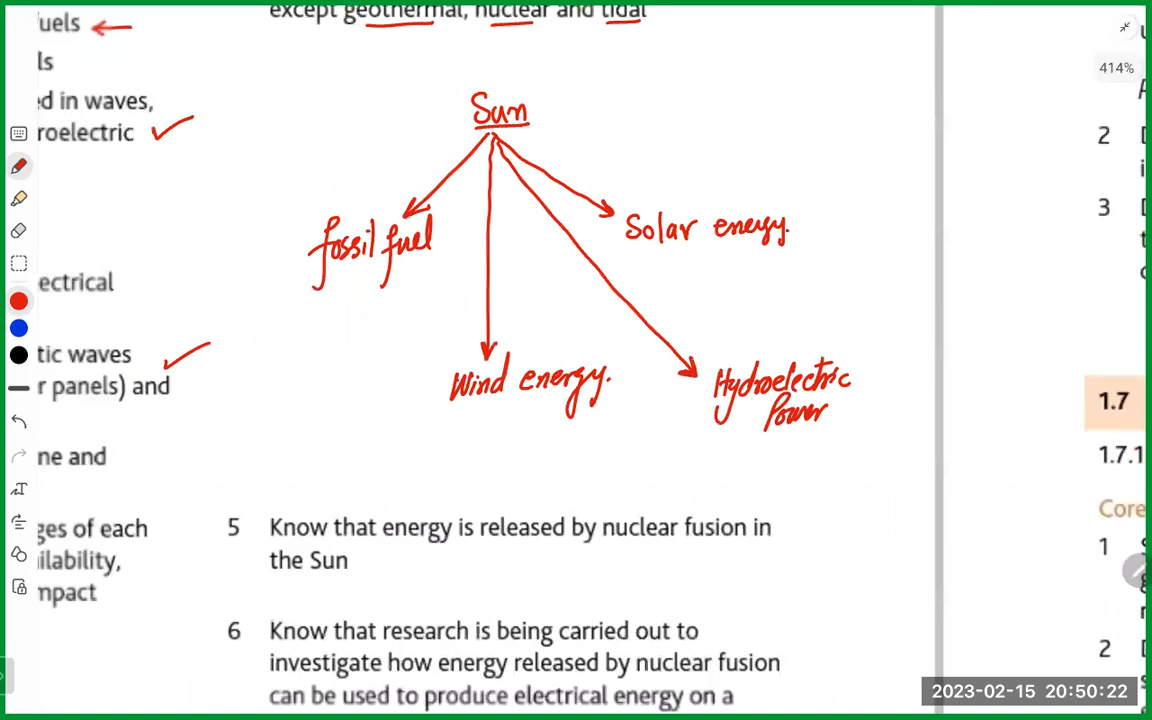 uels
except geothermal, nuclear and tidal
ls
ed in waves,
roelectric
ectrical
tic waves
r panels) and
ne and
ges of each
ilability,
mpact
Sun
fossil fuel
Solar energy.
Wind energy.
Hydroelectric
Power
5 Know that energy is released by nuclear fusion in
the Sun
6 Know that research is being carried out to
investigate how energy released by nuclear fusion
can be used to produce electrical energy on a
414%
2
3
1.7
1.7.1
Core
1
2
2023-02-15 20:50:22